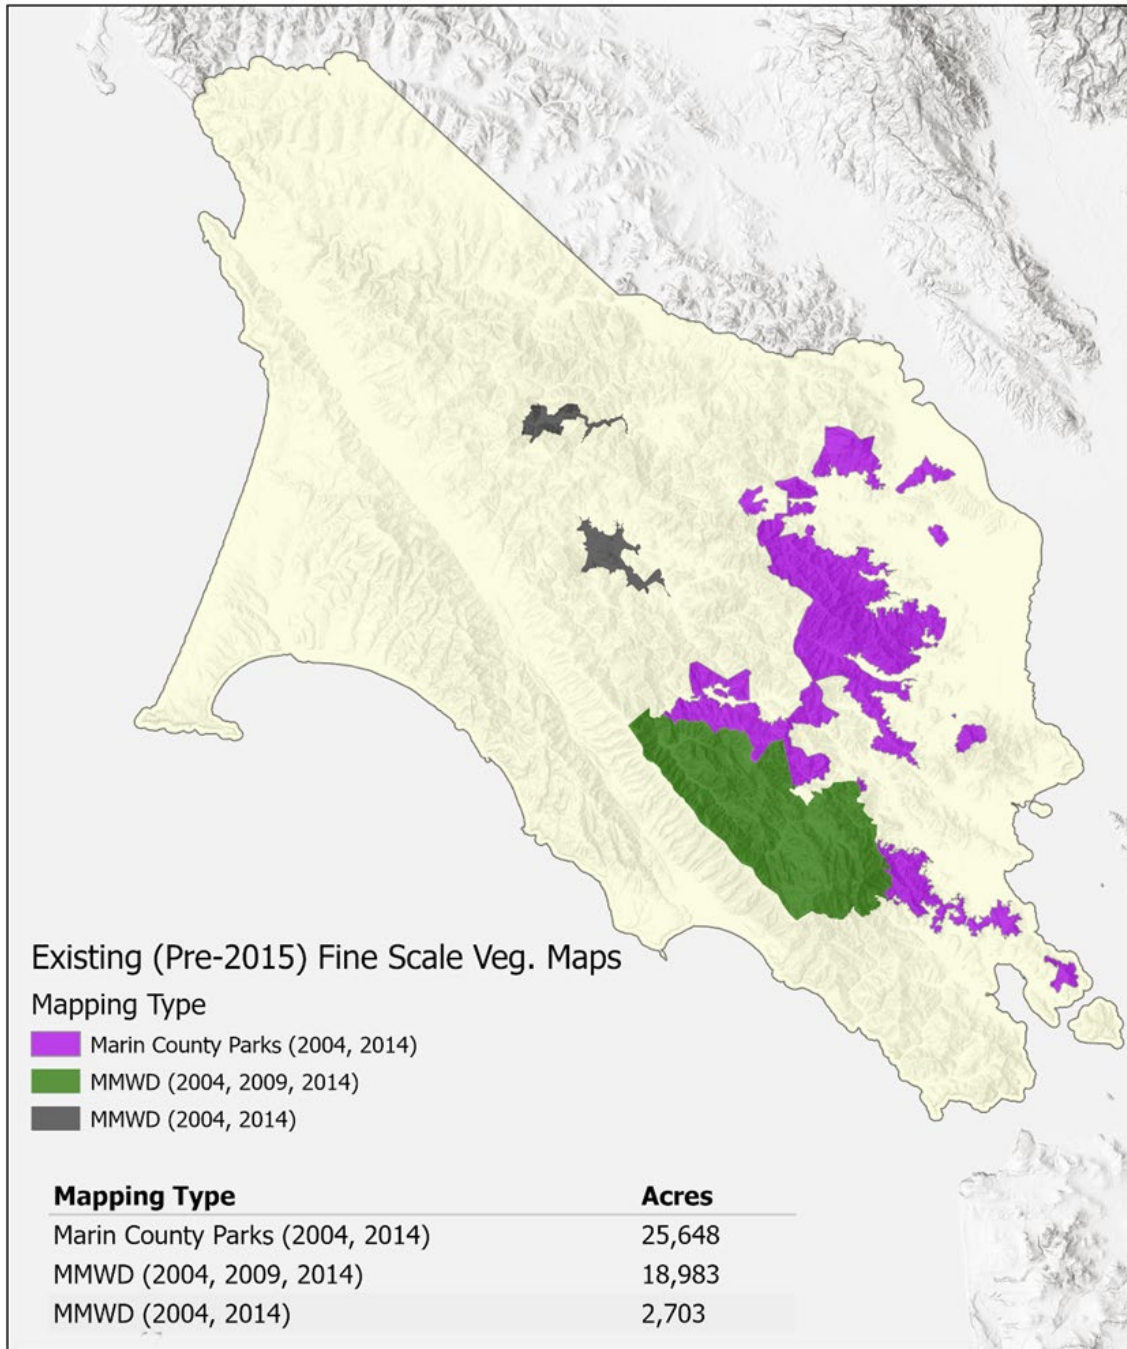 Existing (Pre-2015) Fine Scale Veg. Maps
Mapping Type
Marin County Parks (2004, 2014)
MMWD (2004, 2009, 2014)
MMWD (2004, 2014)
Mapping Type Acres
Marin County Parks (2004, 2014) 25,648
MMWD (2004, 2009, 2014) 18,983
MMWD (2004, 2014) 2,703